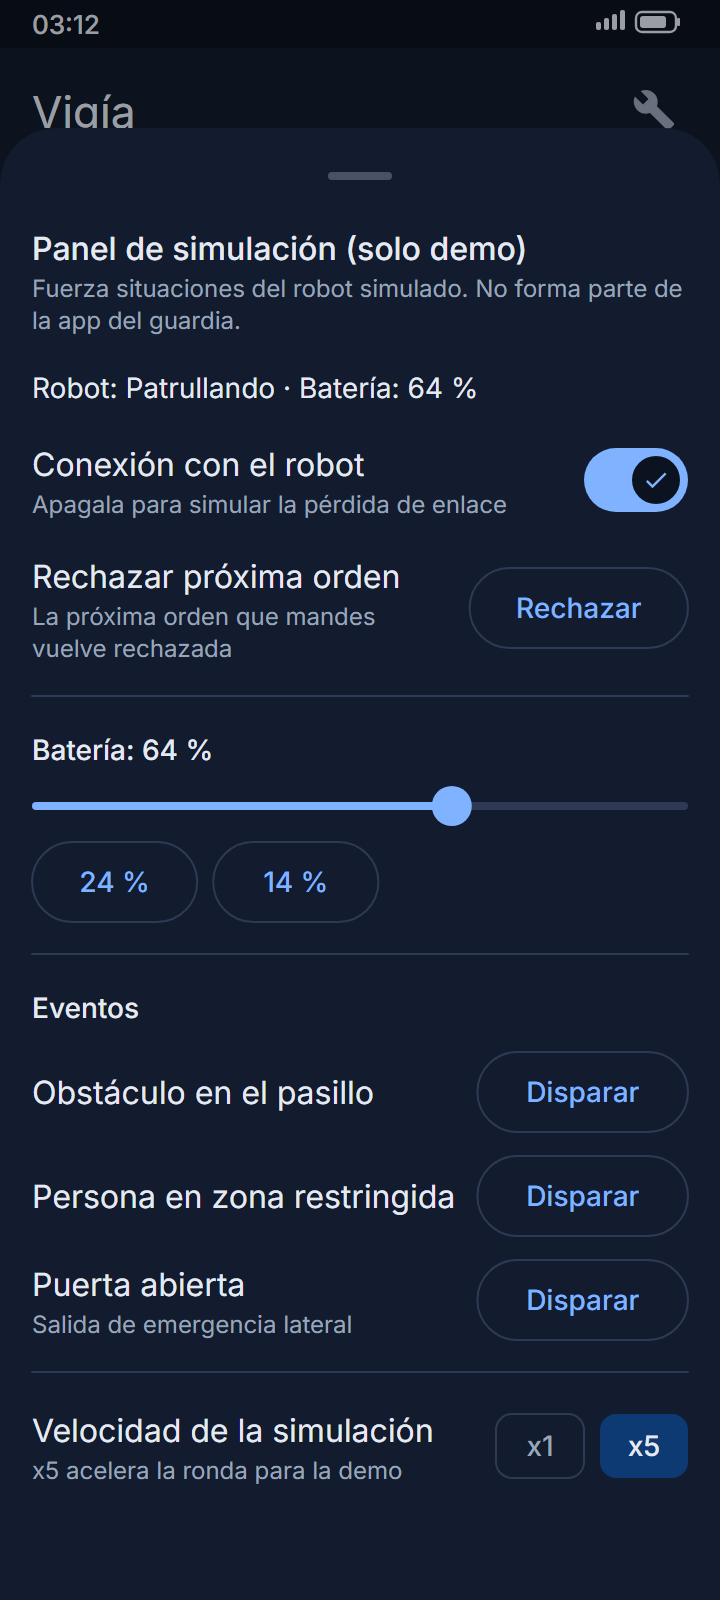 03:12
Vigía
Panel de simulación (solo demo)
Fuerza situaciones del robot simulado. No forma parte de
la app del guardia.
Robot: Patrullando · Batería: 64 %
Conexión con el robot
Apagala para simular la pérdida de enlace
Rechazar próxima orden
La próxima orden que mandes
vuelve rechazada
Rechazar
Batería: 64 %
24 %
14 %
Eventos
Obstáculo en el pasillo
Disparar
Persona en zona restringida
Disparar
Puerta abierta
Salida de emergencia lateral
Disparar
Velocidad de la simulación
x5 acelera la ronda para la demo
x1
x5